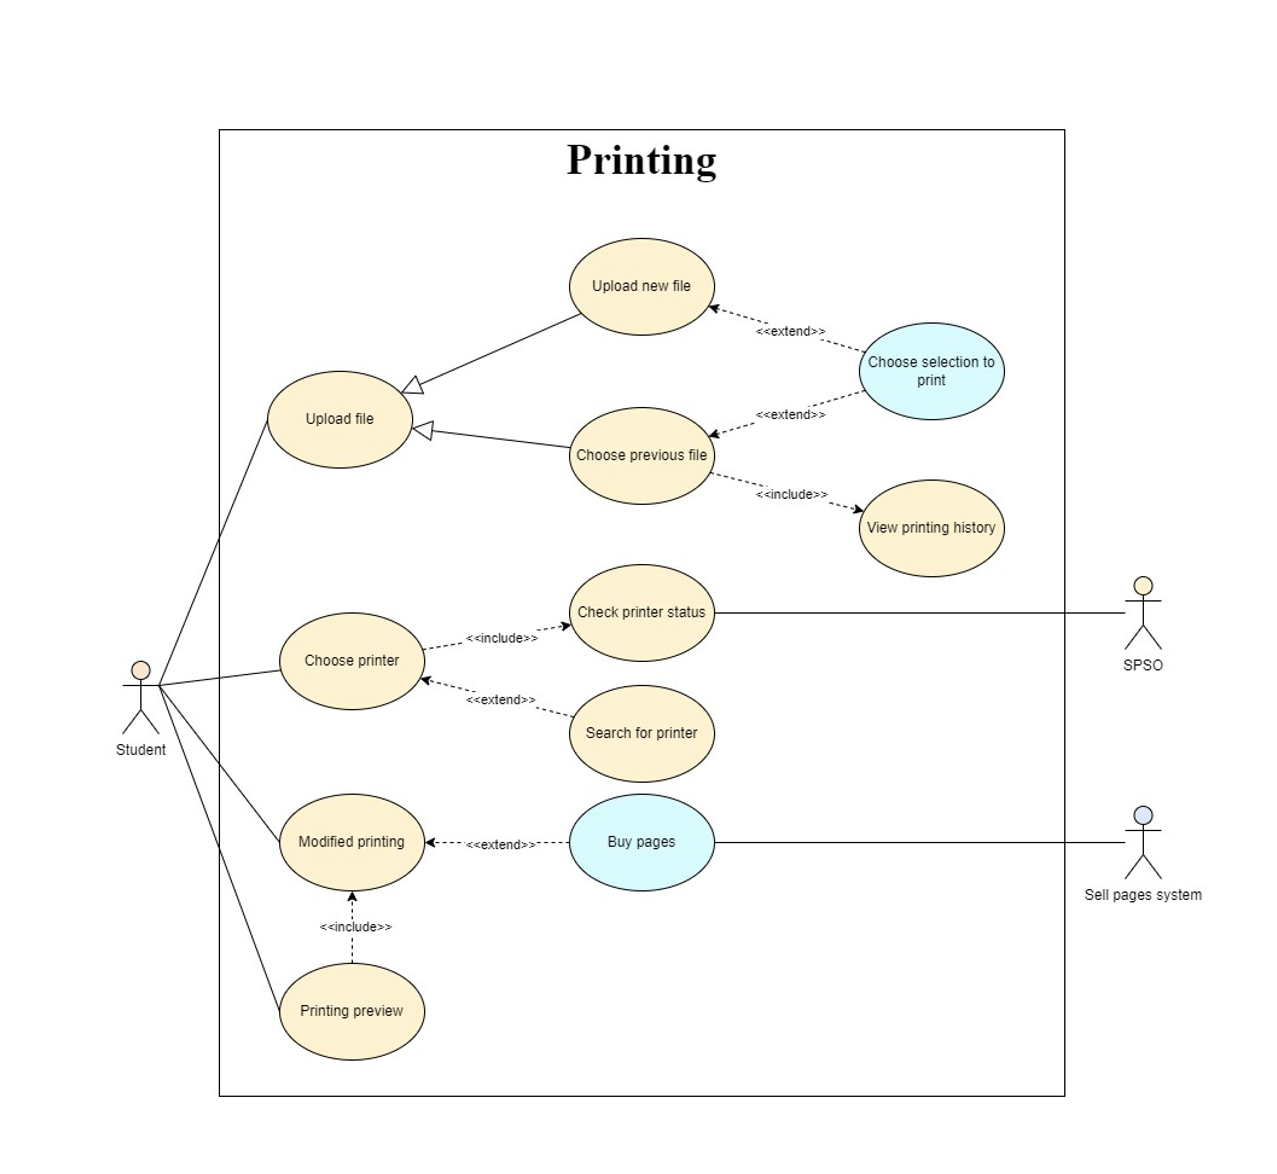 Printing
Upload new file
<<extend>>
Choose selection to
print
Upload file
<<extend>>
Choose previous file
<<include>>
View printing history
Check printer status
<<include>>
Choose printer
SPSO
<<extend>>
Search for printer
Student
Modified printing
<<extend>>
Buy pages
Sell pages system
<<include>>
Printing preview